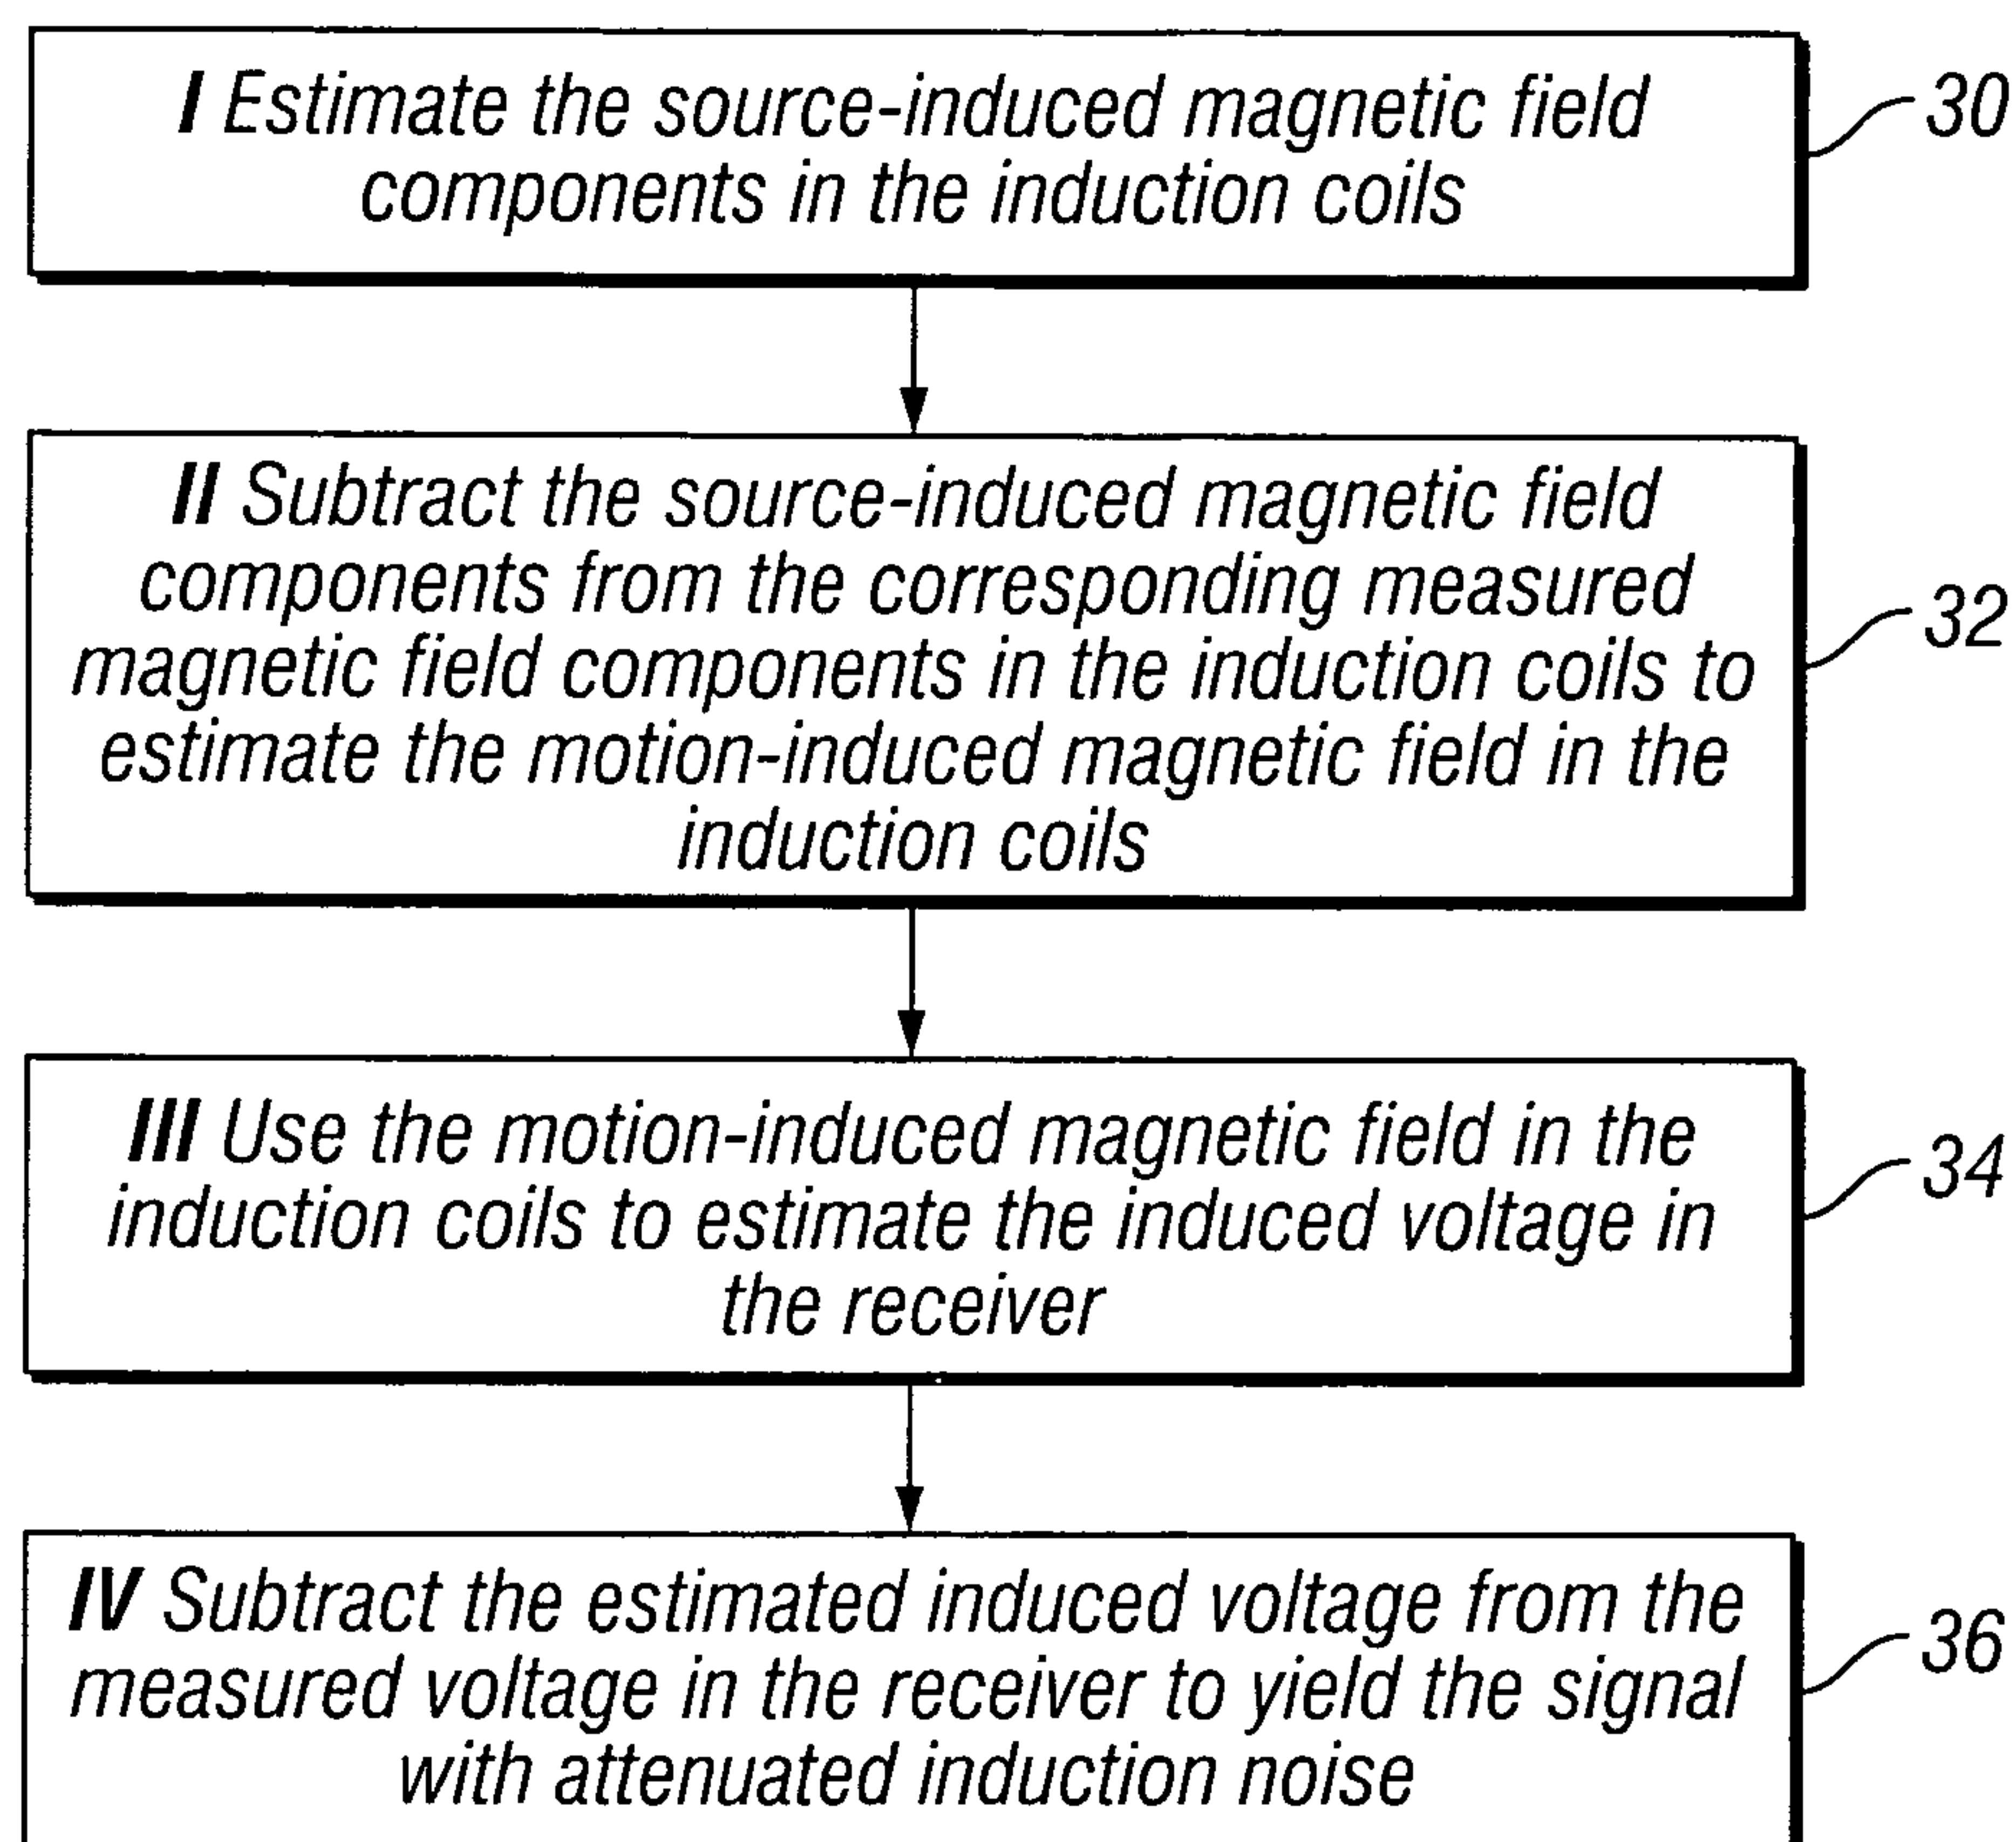 I Estimate the source-induced magnetic field
components in the induction coils
30
II Subtract the source-induced magnetic field
components from the corresponding measured
magnetic field components in the induction coils to
estimate the motion-induced magnetic field in the
induction coils
32
III Use the motion-induced magnetic field in the
induction coils to estimate the induced voltage in
the receiver
34
IV Subtract the estimated induced voltage from the
measured voltage in the receiver to yield the signal
with attenuated induction noise
36